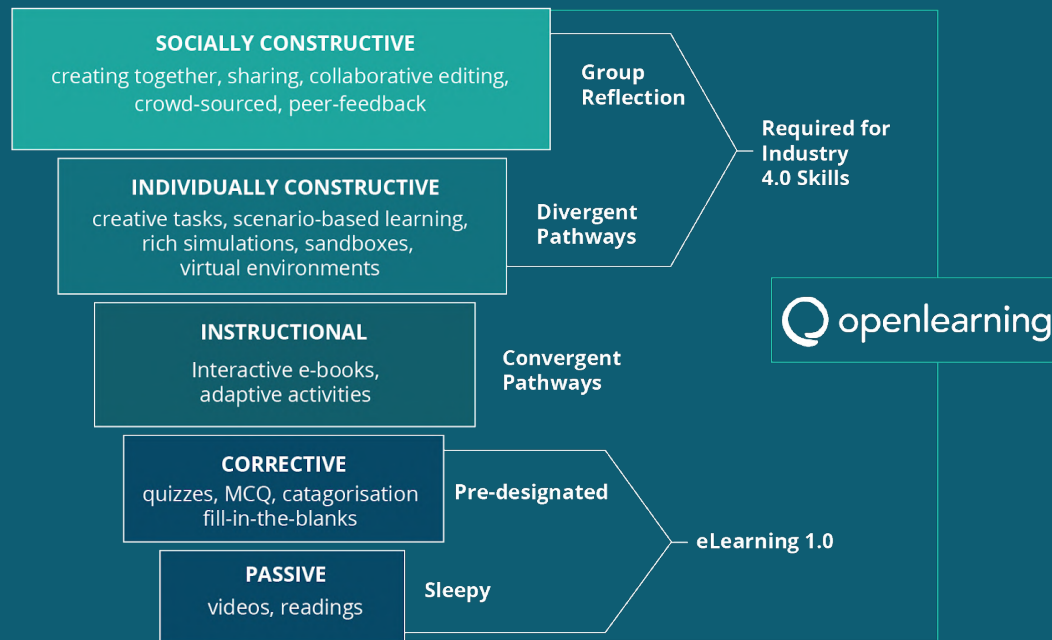 SOCIALLY CONSTRUCTIVE
creating together, sharing, collaborative editing,
crowd-sourced, peer-feedback
Group
Reflection
Required for
Industry
4.0 Skills
INDIVIDUALLY CONSTRUCTIVE
creative tasks, scenario-based learning,
rich simulations, sandboxes,
virtual environments
Divergent
Pathways
openlearning
INSTRUCTIONAL
Interactive e-books,
adaptive activities
Convergent
Pathways
CORRECTIVE
quizzes, MCQ, catagorisation
fill-in-the-blanks
Pre-designated
eLearning 1.0
PASSIVE
videos, readings
Sleepy